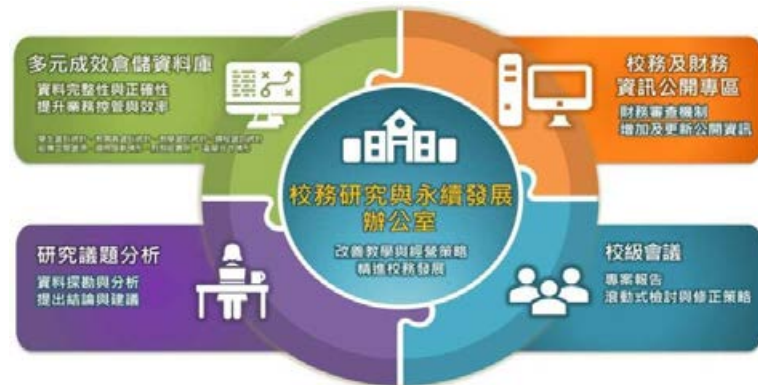 多元成效倉儲資料庫
資料完整性與正確性
提升業務控管與效率
校務及財務
資訊公開專區
財務審查機制
增加及更新公開資訊
校務研究與永續發展
辦公室
改善教學與經營策略
精進校務發展
研究議題分析
資料探勘與分析
提出結論與建議
校級會議
專案報告
滾動式檢討與修正策略